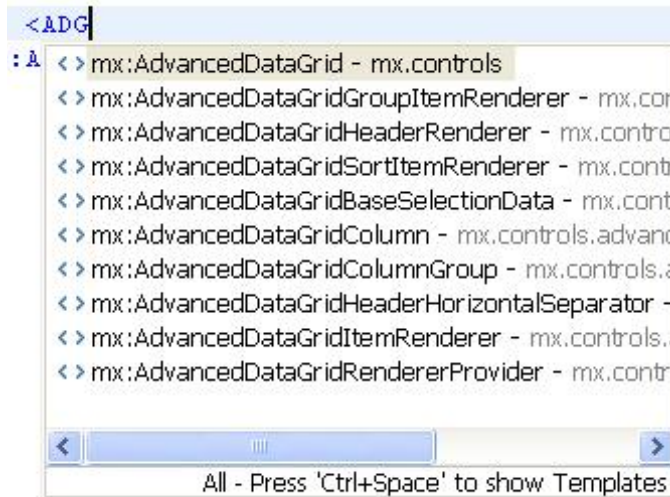 <ADG
:A
<> mx:AdvancedDataGrid - mx.controls
<> mx:AdvancedDataGridGroupItemRenderer - mx.con
<> mx:AdvancedDataGridHeaderRenderer - mx.contro
<> mx:AdvancedDataGridSortItemRenderer - mx.contr
<> mx:AdvancedDataGridBaseSelectionData - mx.cont
<> mx:AdvancedDataGridColumn - mx.controls.advanc
<> mx:AdvancedDataGridColumnGroup - mx.controls.a
<> mx:AdvancedDataGridHeaderHorizontalSeparator -
<> mx:AdvancedDataGridItemRenderer - mx.controls.
<> mx:AdvancedDataGridRendererProvider - mx.contr
All - Press 'Ctrl+Space' to show Templates